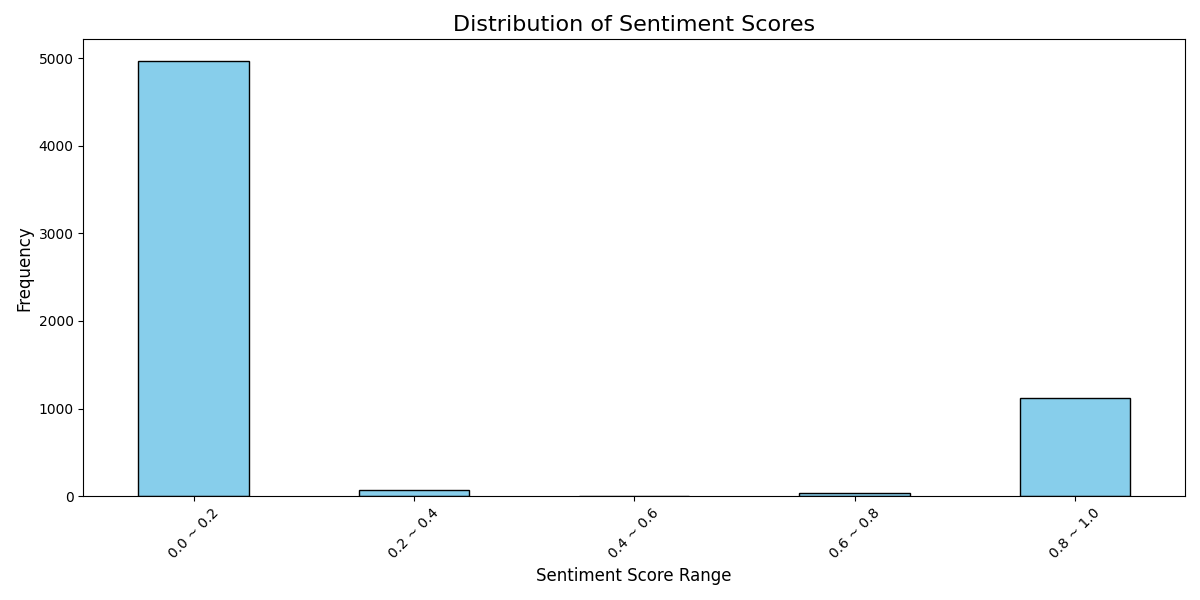 Distribution of Sentiment Scores
5000
4000
3000
2000
1000
0
Frequency
0.0 ~ 0.2
0.2 ~ 0.4
0.4 ~ 0.6
0.6 ~ 0.8
0.8 ~ 1.0
Sentiment Score Range